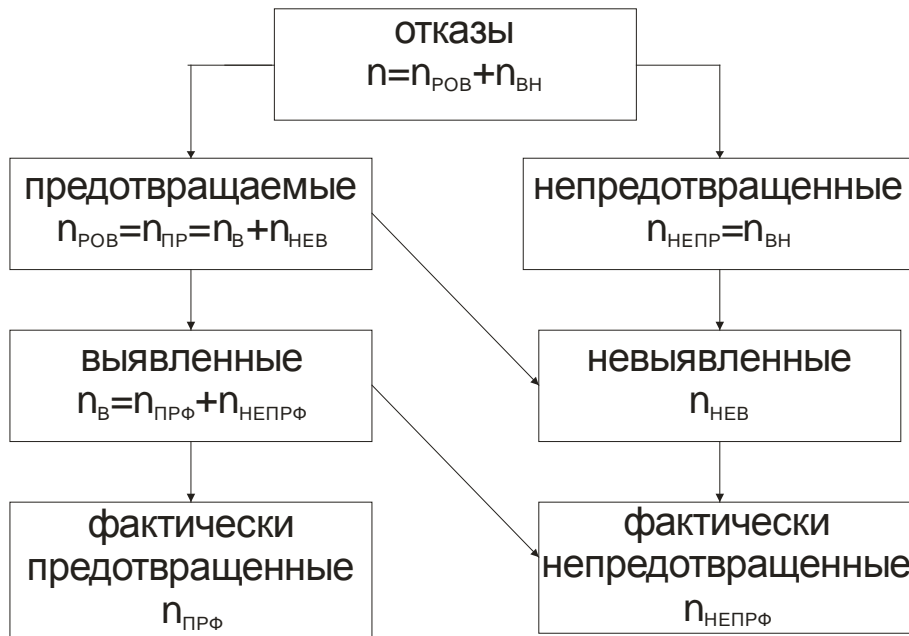 отказы
n=nРОВ+nВН
предотвращаемые
nРОВ=nПР=nВ+nНЕВ
непредотвращенные
nНЕПР=nВН
выявленные
nВ=nПРФ+nНЕПРФ
невыявленные
nНЕВ
фактически
предотвращенные
nПРФ
фактически
непредотвращенные
nНЕПРФ